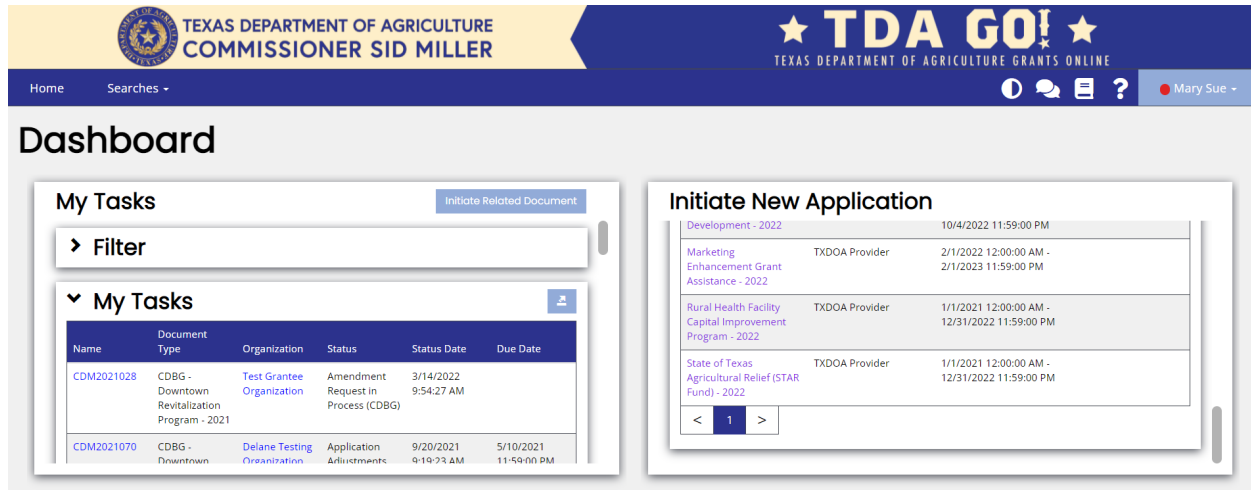 TEXAS DEPARTMENT OF AGRICULTURE
COMMISSIONER SID MILLER
TDA GO!
TEXAS DEPARTMENT OF AGRICULTURE GRANTS ONLINE
Home Searches
? Mary Sue
Dashboard
My Tasks Initiate Related Document
Filter
My Tasks
Name Document Type Organization Status Status Date Due Date
CDM2021028 CDBG - Test Grantee Amendment 3/14/2022
Downtown Organization Request in 9:54:27 AM
Revitalization Process (CDBG)
Program - 2021
CDM2021070 CDBG - Delane Testing Application 9/20/2021 5/10/2021
Downtown Organization Adjustments 9:19:23 AM 11:59:00 PM
Initiate New Application
Development - 2022 10/4/2022 11:59:00 PM
Marketing TXDOA Provider 2/1/2022 12:00:00 AM -
Enhancement Grant 2/1/2023 11:59:00 PM
Assistance - 2022
Rural Health Facility TXDOA Provider 1/1/2021 12:00:00 AM -
Capital Improvement 12/31/2022 11:59:00 PM
Program - 2022
State of Texas TXDOA Provider 1/1/2021 12:00:00 AM -
Agricultural Relief (STAR 12/31/2022 11:59:00 PM
Fund) - 2022
< 1 >